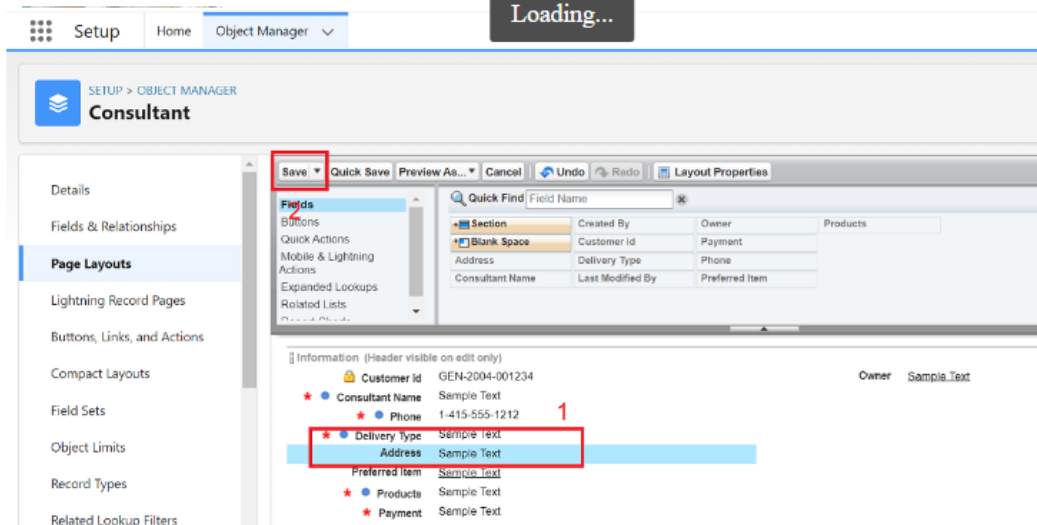 Loading...
Setup Home Object Manager
SETUP > OBJECT MANAGER
Consultant
Details
Fields & Relationships
Page Layouts
Lightning Record Pages
Buttons, Links, and Actions
Compact Layouts
Field Sets
Object Limits
Record Types
Related Lookup Filters
Save Quick Save Preview As... Cancel Undo Redo Layout Properties
Fields
2
Buttons
Quick Actions
Mobile & Lightning
Actions
Expanded Lookups
Related Lists
Report Charts
Quick Find Field Name
Section Created By Owner Products
Blank Space Customer id Payment
Address Delivery Type Phone
Consultant Name Last Modified By Preferred Item
Information (Header visible on edit only)
Customer id GEN-2004-001234 Owner Sample Text
* Consultant Name Sample Text
* Phone 1-415-555-1212 1
* Delivery Type Sample Text
Address Sample Text
Preferred Item Sample Text
* Products Sample Text
* Payment Sample Text